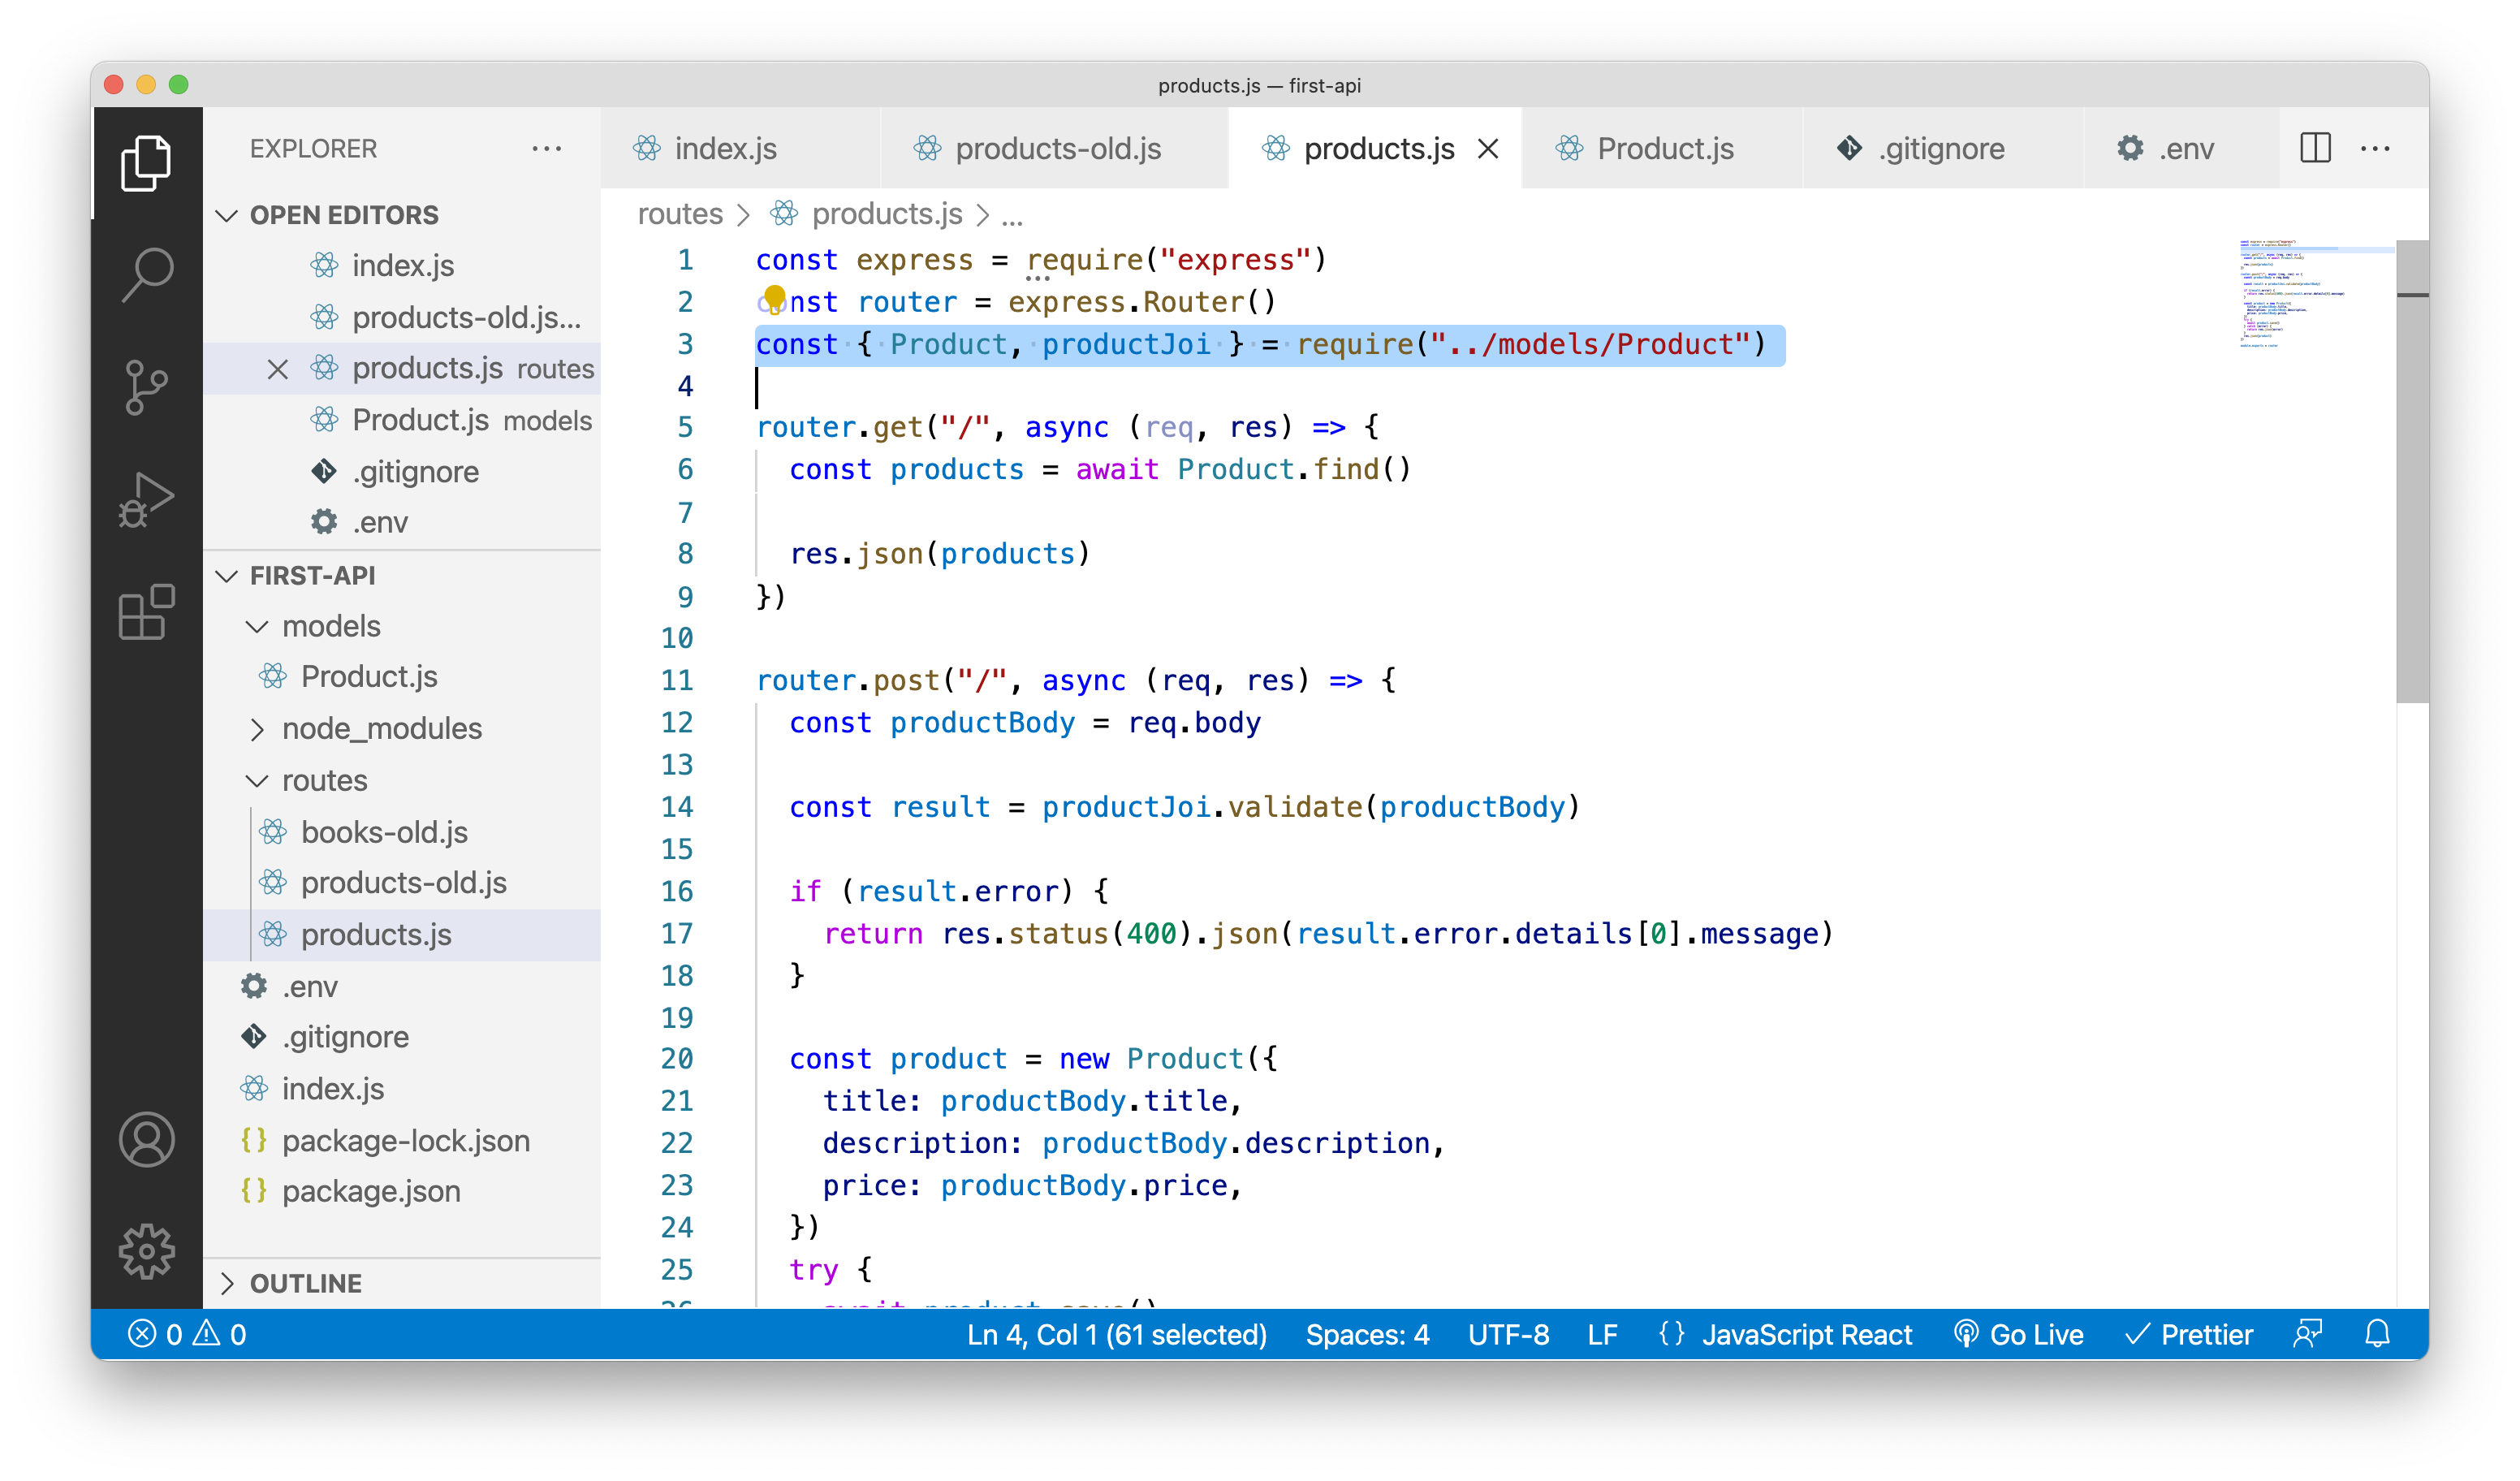 products.js — first-api
EXPLORER
OPEN EDITORS
index.js
products-old.js...
products.js routes
Product.js models
.gitignore
.env
FIRST-API
models
Product.js
node_modules
routes
books-old.js
products-old.js
products.js
.env
.gitignore
index.js
package-lock.json
package.json
OUTLINE
index.js products-old.js products.js Product.js .gitignore .env
routes > products.js > ...
1 const express = require("express")
2 const router = express.Router()
3 const { Product, productJoi } = require("../models/Product")
4
5 router.get("/", async (req, res) => {
6 const products = await Product.find()
7
8 res.json(products)
9 })
10
11 router.post("/", async (req, res) => {
12 const productBody = req.body
13
14 const result = productJoi.validate(productBody)
15
16 if (result.error) {
17 return res.status(400).json(result.error.details[0].message)
18 }
19
20 const product = new Product({
21 title: productBody.title,
22 description: productBody.description,
23 price: productBody.price,
24 })
25 try {
0 0 Ln 4, Col 1 (61 selected) Spaces: 4 UTF-8 LF {} JavaScript React Go Live Prettier